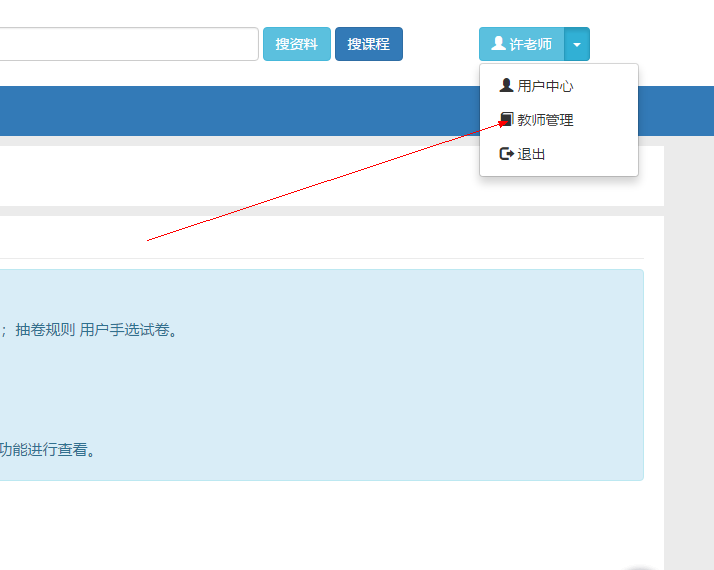 搜资料 搜课程 许老师
用户中心
教师管理
退出
；抽卷规则 用户手选试卷。
功能进行查看。